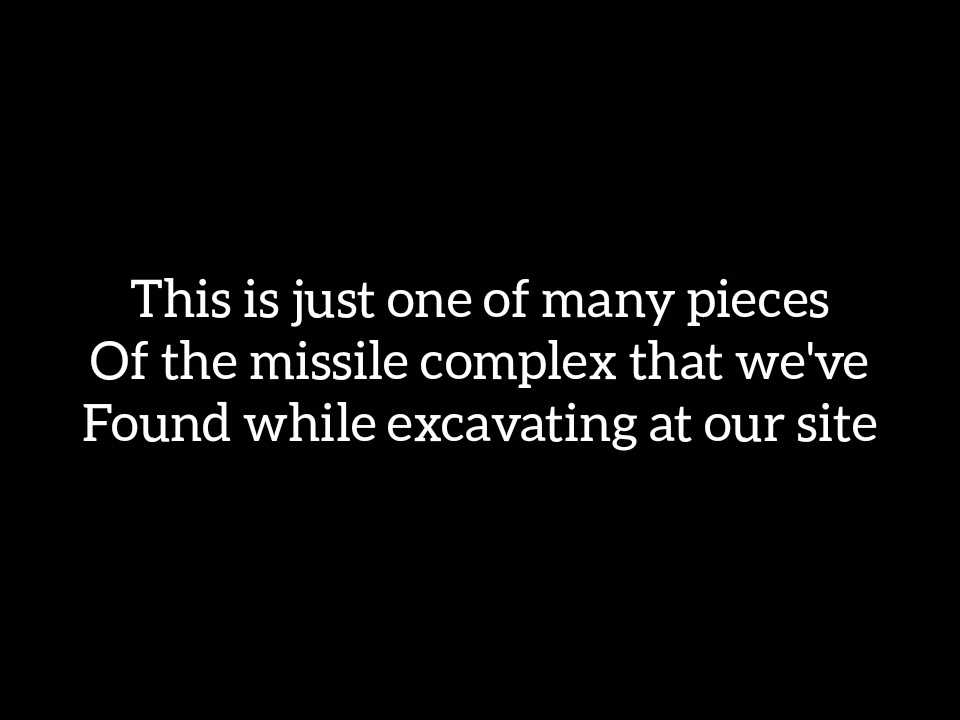 This is just one of many pieces
Of the missile complex that we've
Found while excavating at our site